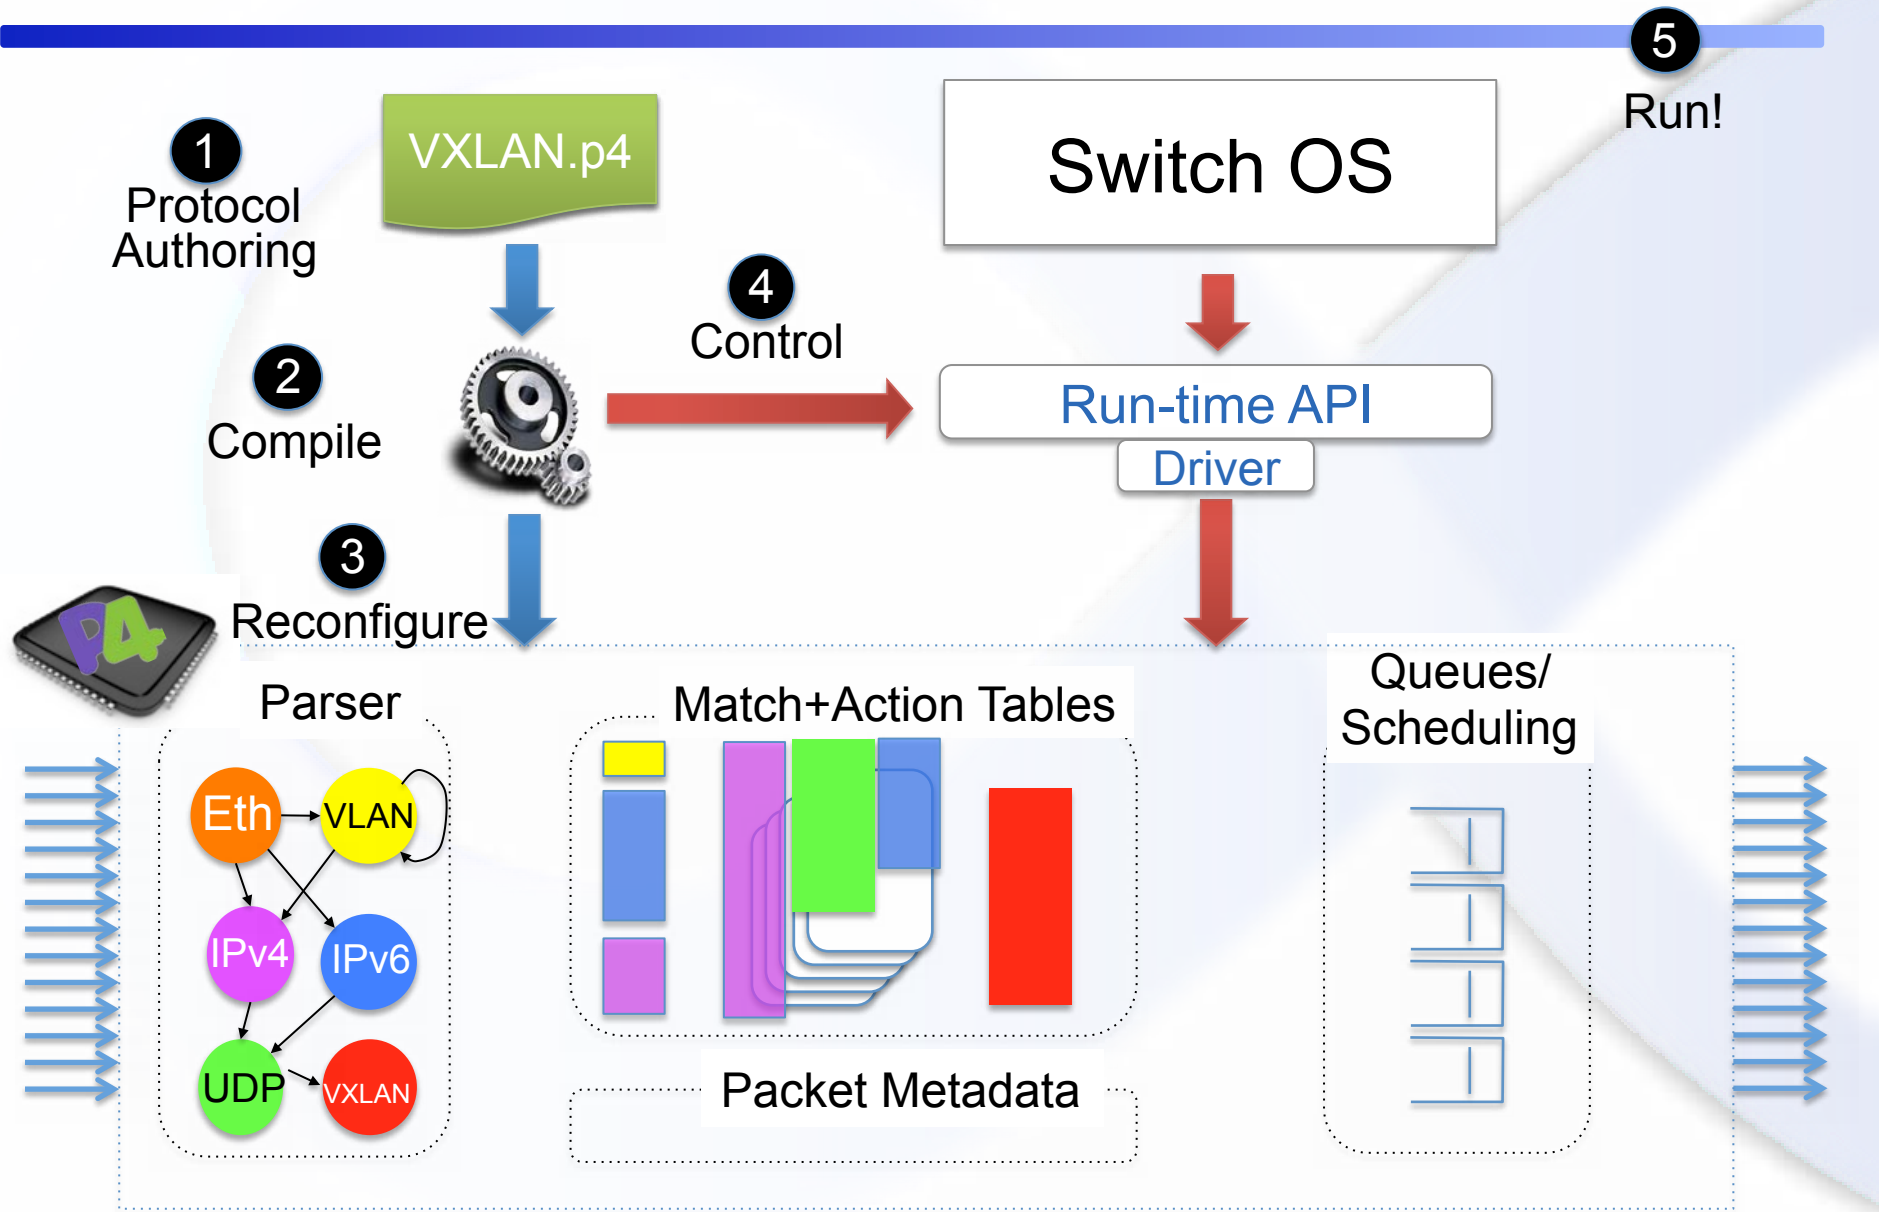 5
Run!
1
Protocol
Authoring
VXLAN.p4
Switch OS
4
Control
2
Compile
Run-time API
Driver
3
Reconfigure
P4
Parser
Match+Action Tables
Queues/
Scheduling
Eth
VLAN
IPv4
IPv6
UDP
VXLAN
Packet Metadata